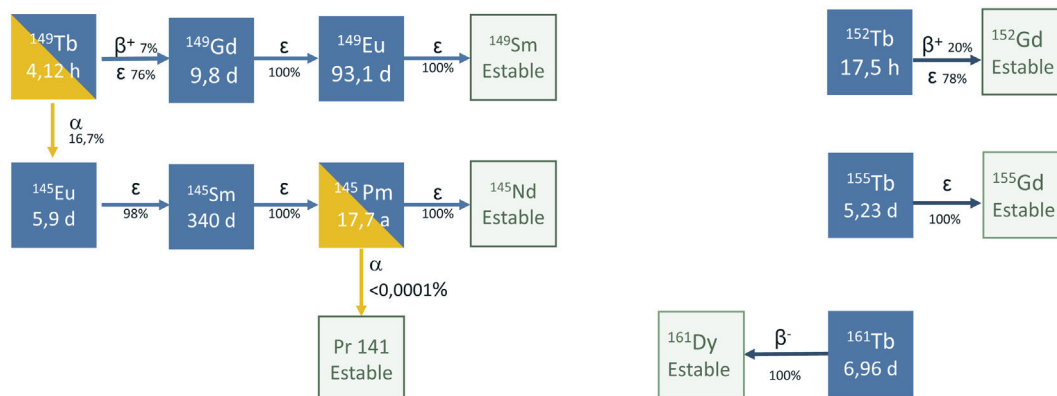 ¹⁴⁹Tb
4,12 h
β⁺ 7%
ε 76%
¹⁴⁹Gd
9,8 d
ε
100%
¹⁴⁹Eu
93,1 d
ε
100%
¹⁴⁹Sm
Estable
¹⁵²Tb
17,5 h
β⁺ 20%
ε 78%
¹⁵²Gd
Estable
α
16,7%
¹⁴⁵Eu
5,9 d
ε
98%
¹⁴⁵Sm
340 d
ε
100%
¹⁴⁵ Pm
17,7 a
ε
100%
¹⁴⁵Nd
Estable
¹⁵⁵Tb
5,23 d
ε
100%
¹⁵⁵Gd
Estable
α
<0,0001%
Pr 141
Estable
¹⁶¹Dy
Estable
β⁻
100%
¹⁶¹Tb
6,96 d